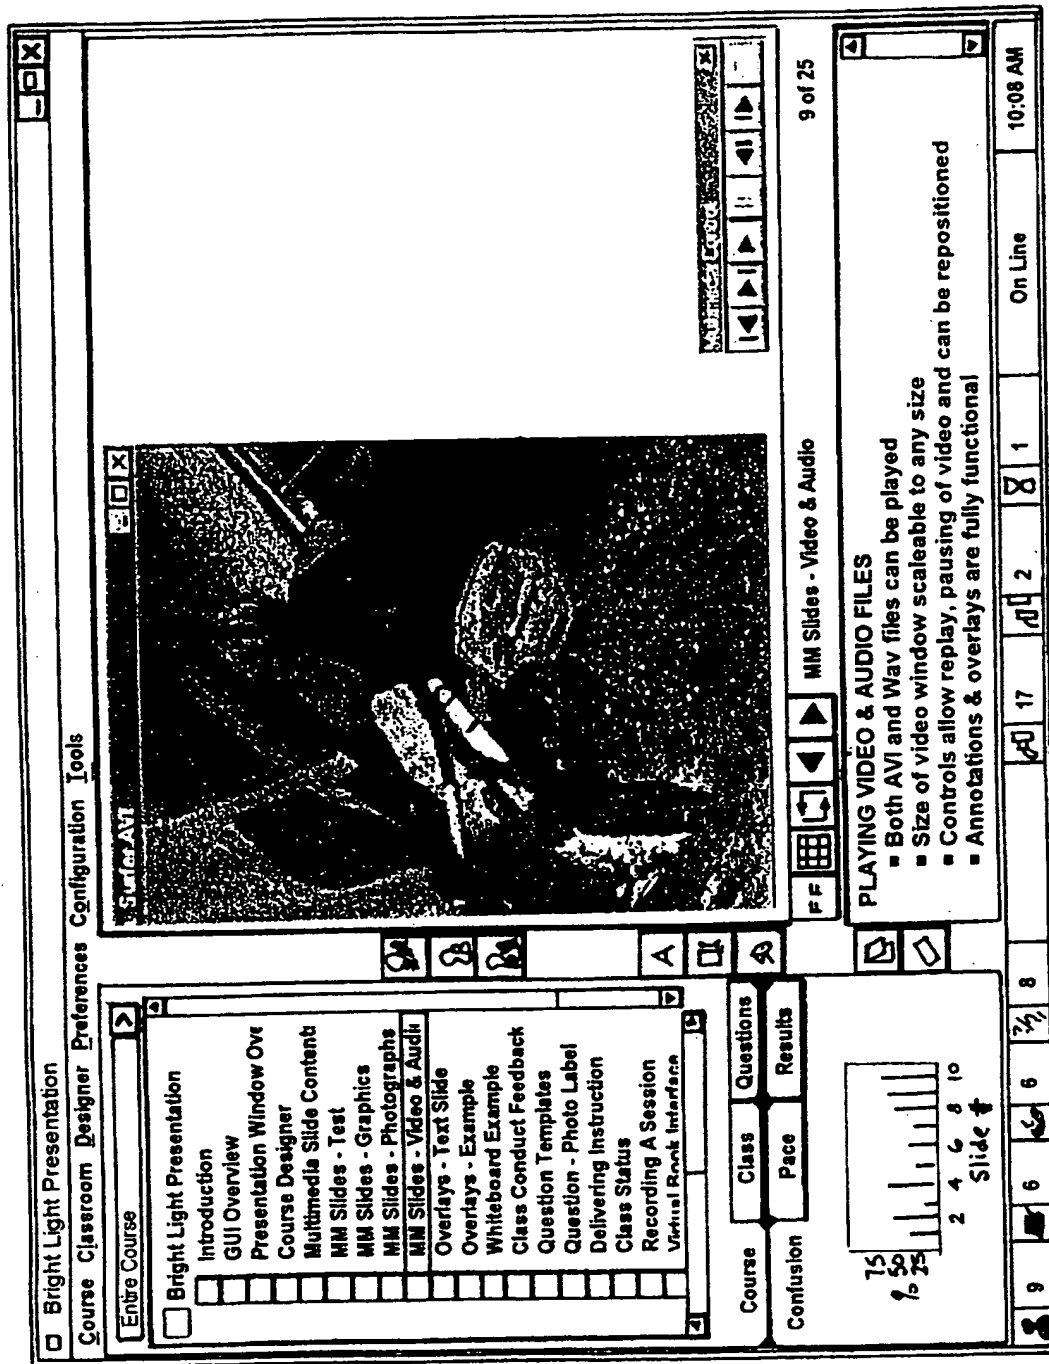 Bright Light Presentation
Course Classroom Designer Preferences Configuration Tools
Entire Course
Bright Light Presentation
Introduction
GUI Overview
Presentation Window Ove
Course Designer
Multimedia Slide Contents
MM Slides - Test
MM Slides - Graphics
MM Slides - Photographs
MM Slides - Video & Audio
Overlays - Text Slide
Overlays - Example
Whiteboard Example
Class Conduct Feedback
Question Templates
Question - Photo Label
Delivering Instruction
Class Status
Recording A Session
Virtual Book Interface
Course Class Questions
Confusion Pace Results
75
% 50
25
2 4 6 8 10
Slide #
Surfer AVI
A
F F
MM Slides - Video & Audio
9 of 25
PLAYING VIDEO & AUDIO FILES
▪ Both AVI and Wav files can be played
▪ Size of video window scaleable to any size
▪ Controls allow replay, pausing of video and can be repositioned
▪ Annotations & overlays are fully functional
9 6 6 8 17 2 1 On Line 10:08 AM